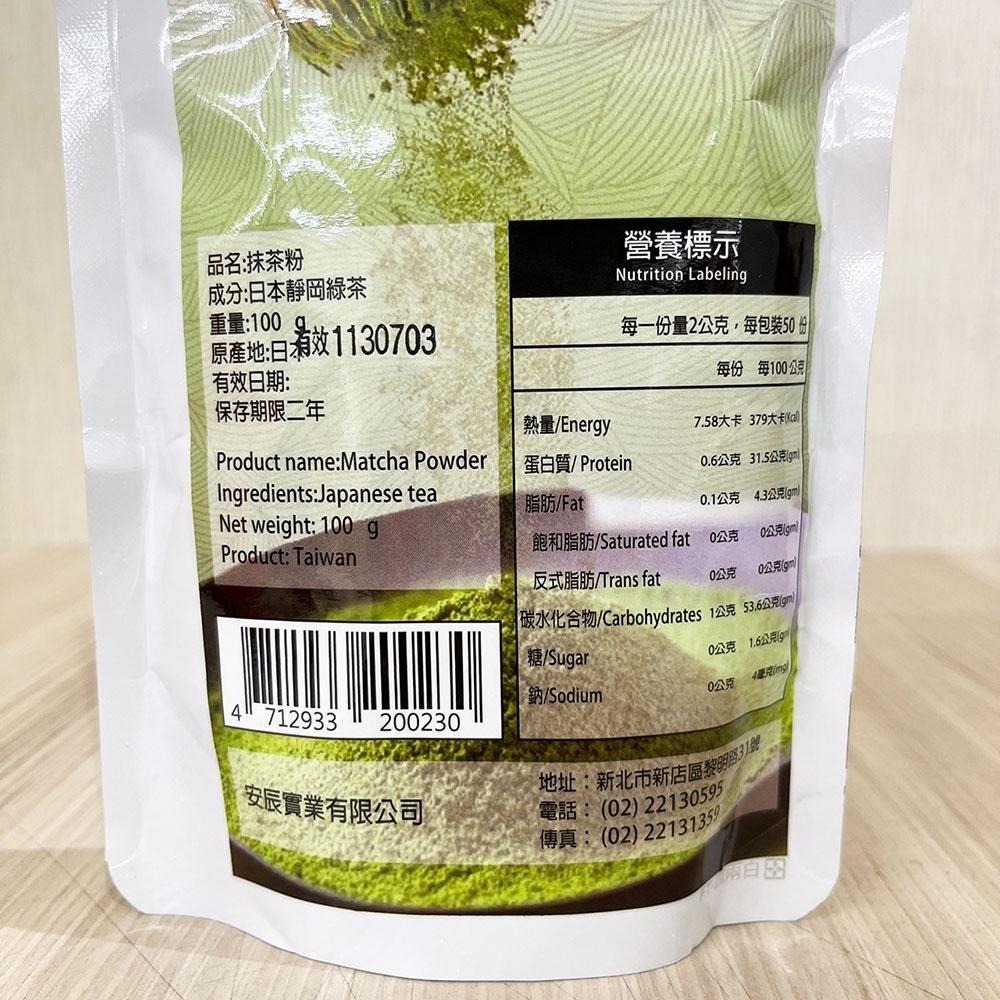 品名:抹茶粉
成分:日本靜岡綠茶
重量:100 g
原產地:日本
有效1130703
有效日期:
保存期限二年
Product name:Matcha Powder
Ingredients:Japanese tea
Net weight: 100 g
Product: Taiwan
4 712933 200230
營養標示
Nutrition Labeling
每一份量2公克，每包裝50 份
每份 每100公克
熱量/Energy 7.58大卡 379大卡(Kcal)
蛋白質/ Protein 0.6公克 31.5公克(gm)
脂肪/Fat 0.1公克 4.3公克(gm)
飽和脂肪/Saturated fat 0公克 0公克(gm)
反式脂肪/Trans fat 0公克 0公克(gm)
碳水化合物/Carbohydrates 1公克 53.6公克(gm)
糖/Sugar 0公克 1.6公克(gm)
鈉/Sodium 0公克 4毫克(mg)
安辰實業有限公司
地址：新北市新店區黎明路31號
電話：(02) 22130595
傳真：(02) 22131359